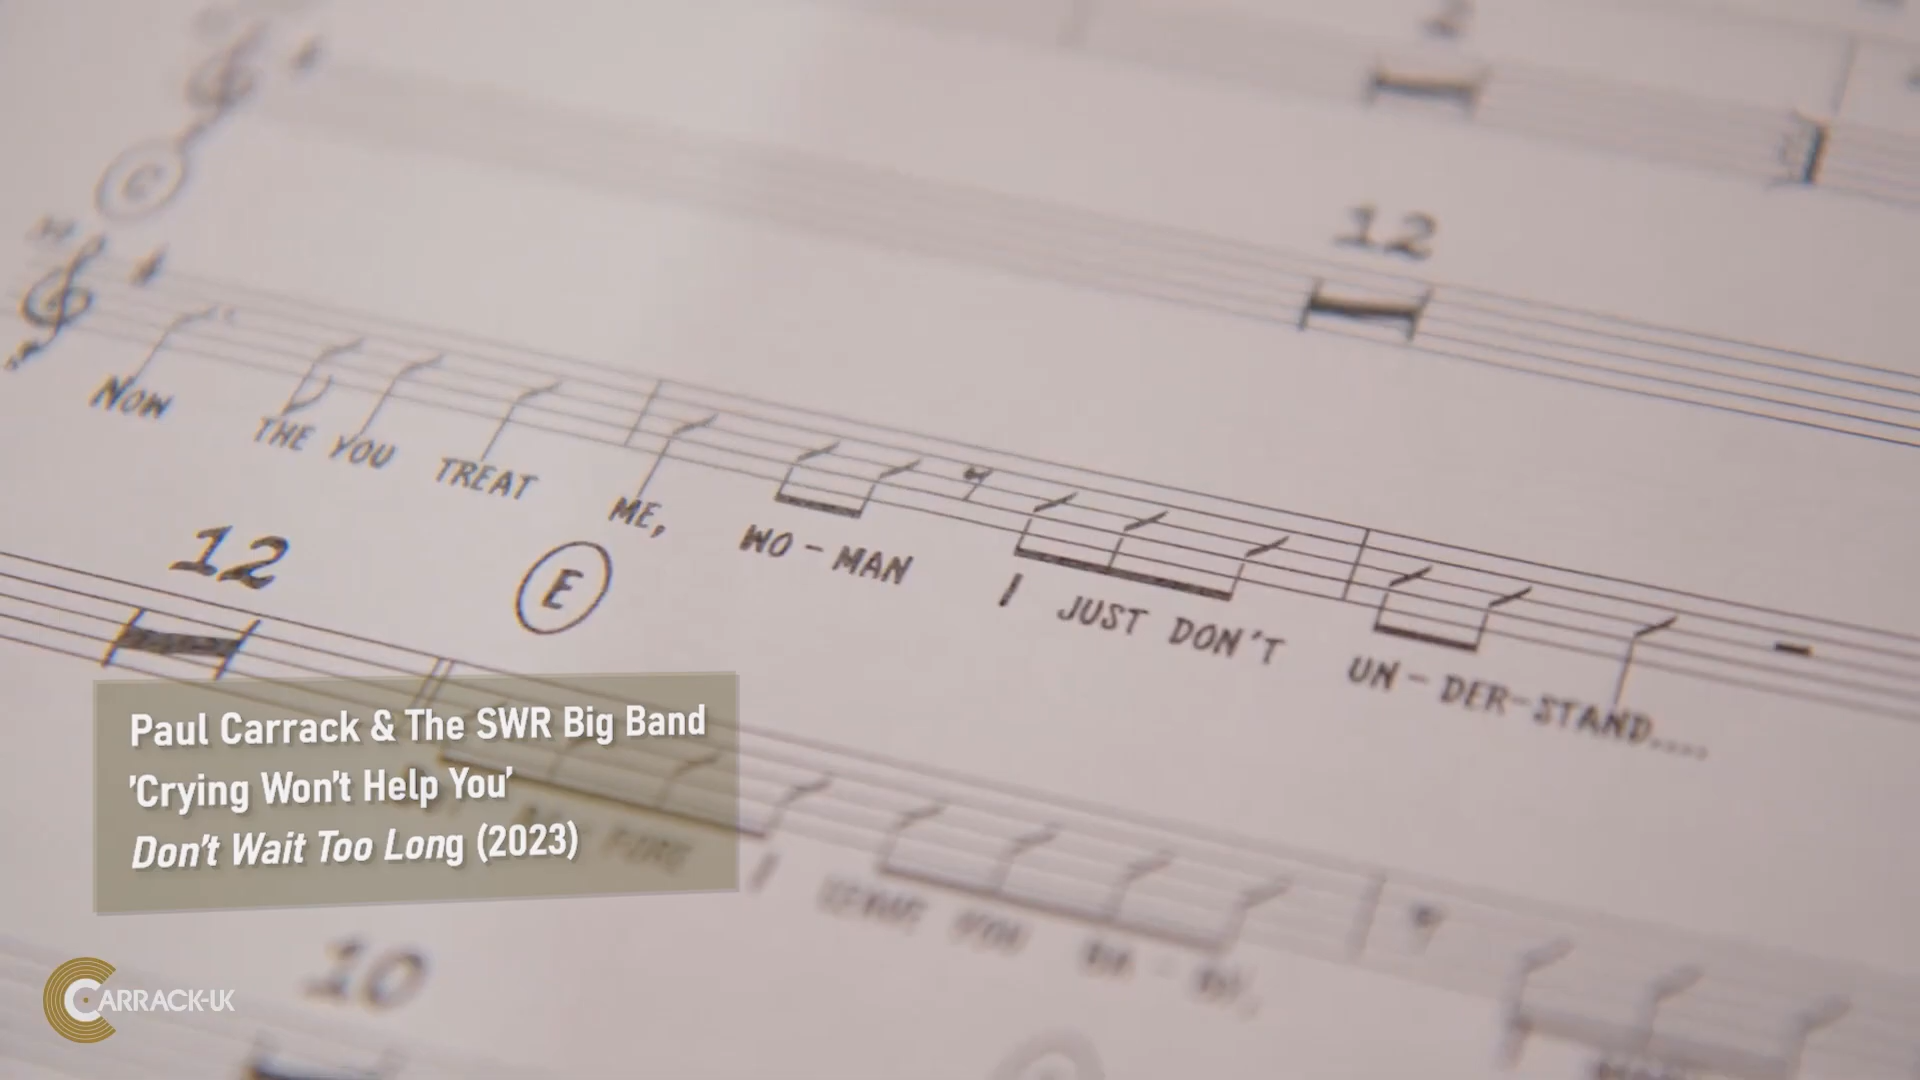 2
12
C
NOW THE YOU TREAT ME, WO-MAN I JUST DON'T UN-DER-STAND....
12
E
Paul Carrack & The SWR Big Band
'Crying Won't Help You'
Don't Wait Too Long (2023)
I
10
CARRACK-UK